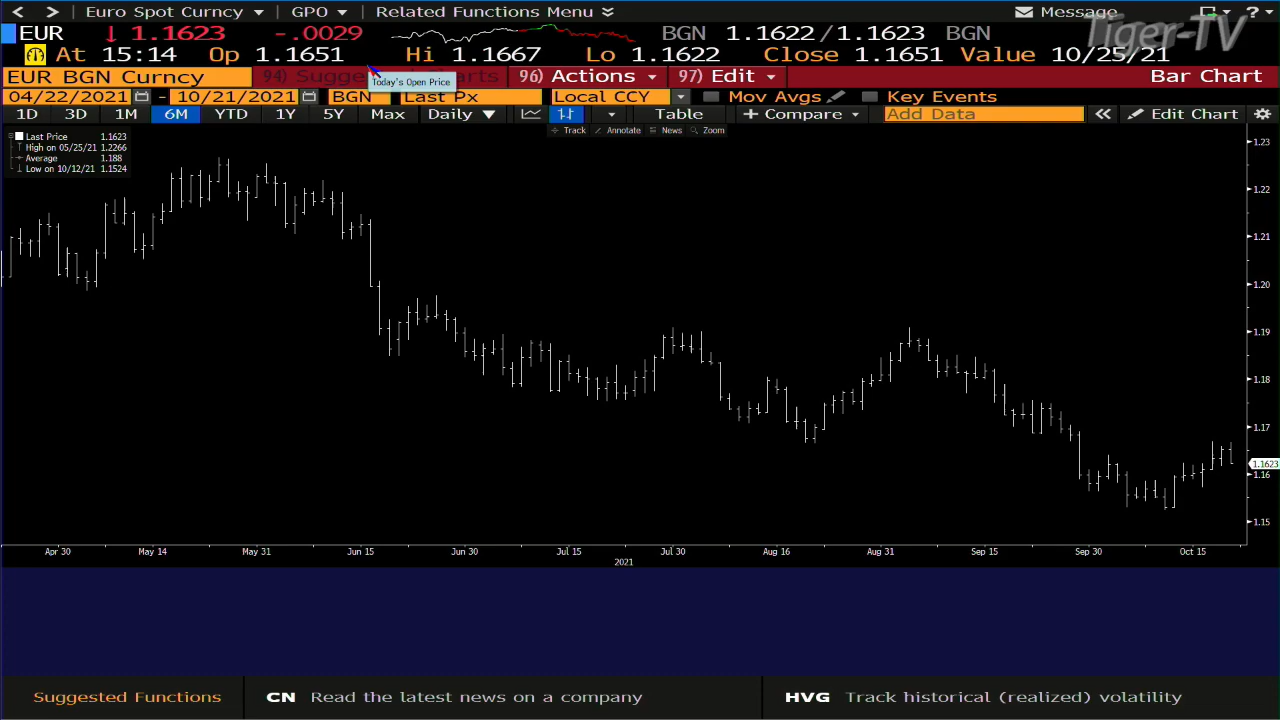 < > Euro Spot Curncy GPO Related Functions Menu Message ?
Tiger-TV
EUR ↓ 1.1623 -.0029 BGN 1.1622/1.1623 BGN
At 15:14 Op 1.1651 Hi 1.1667 Lo 1.1622 Close 1.1651 Value 10/25/21
EUR BGN Curncy 94) Suggested Charts 96) Actions 97) Edit Bar Chart
Today's Open Price
04/22/2021 - 10/21/2021 BGN Last Px Local CCY Mov Avgs Key Events
1D 3D 1M 6M YTD 1Y 5Y Max Daily ▼ Table + Compare Add Data « Edit Chart
Track Annotate News Zoom
Last Price 1.1623
High on 05/25/21 1.2266
Average 1.188
Low on 10/12/21 1.1524
1.23
1.22
1.21
1.20
1.19
1.18
1.17
1.1623
1.16
1.15
Apr 30 May 14 May 31 Jun 15 Jun 30 Jul 15 Jul 30 Aug 16 Aug 31 Sep 15 Sep 30 Oct 15
2021
Suggested Functions CN Read the latest news on a company HVG Track historical (realized) volatility